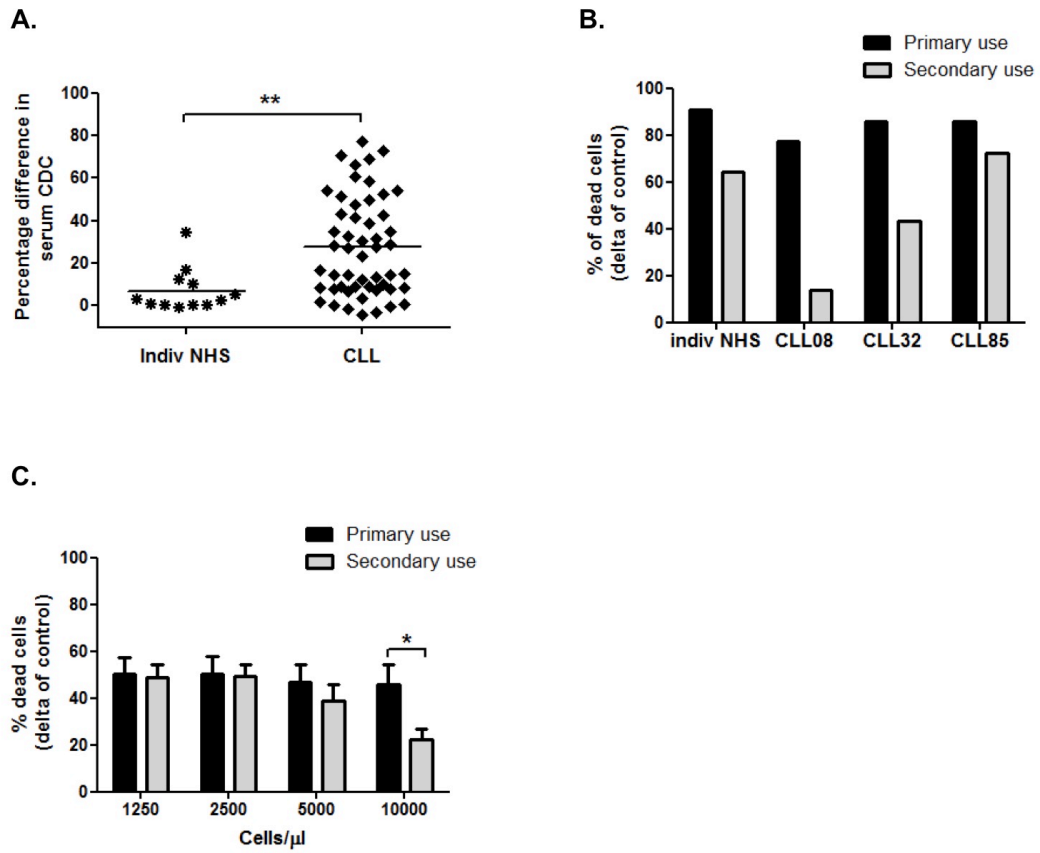 A.
Percentage difference in
serum CDC
100
80
60
40
20
0
**
Indiv NHS
CLL
B.
Primary use
Secondary use
% of dead cells
(delta of control)
100
80
60
40
20
0
indiv NHS
CLL08
CLL32
CLL85
C.
Primary use
Secondary use
% dead cells
(delta of control)
100
80
60
40
20
0
*
1250
2500
5000
10000
Cells/µl